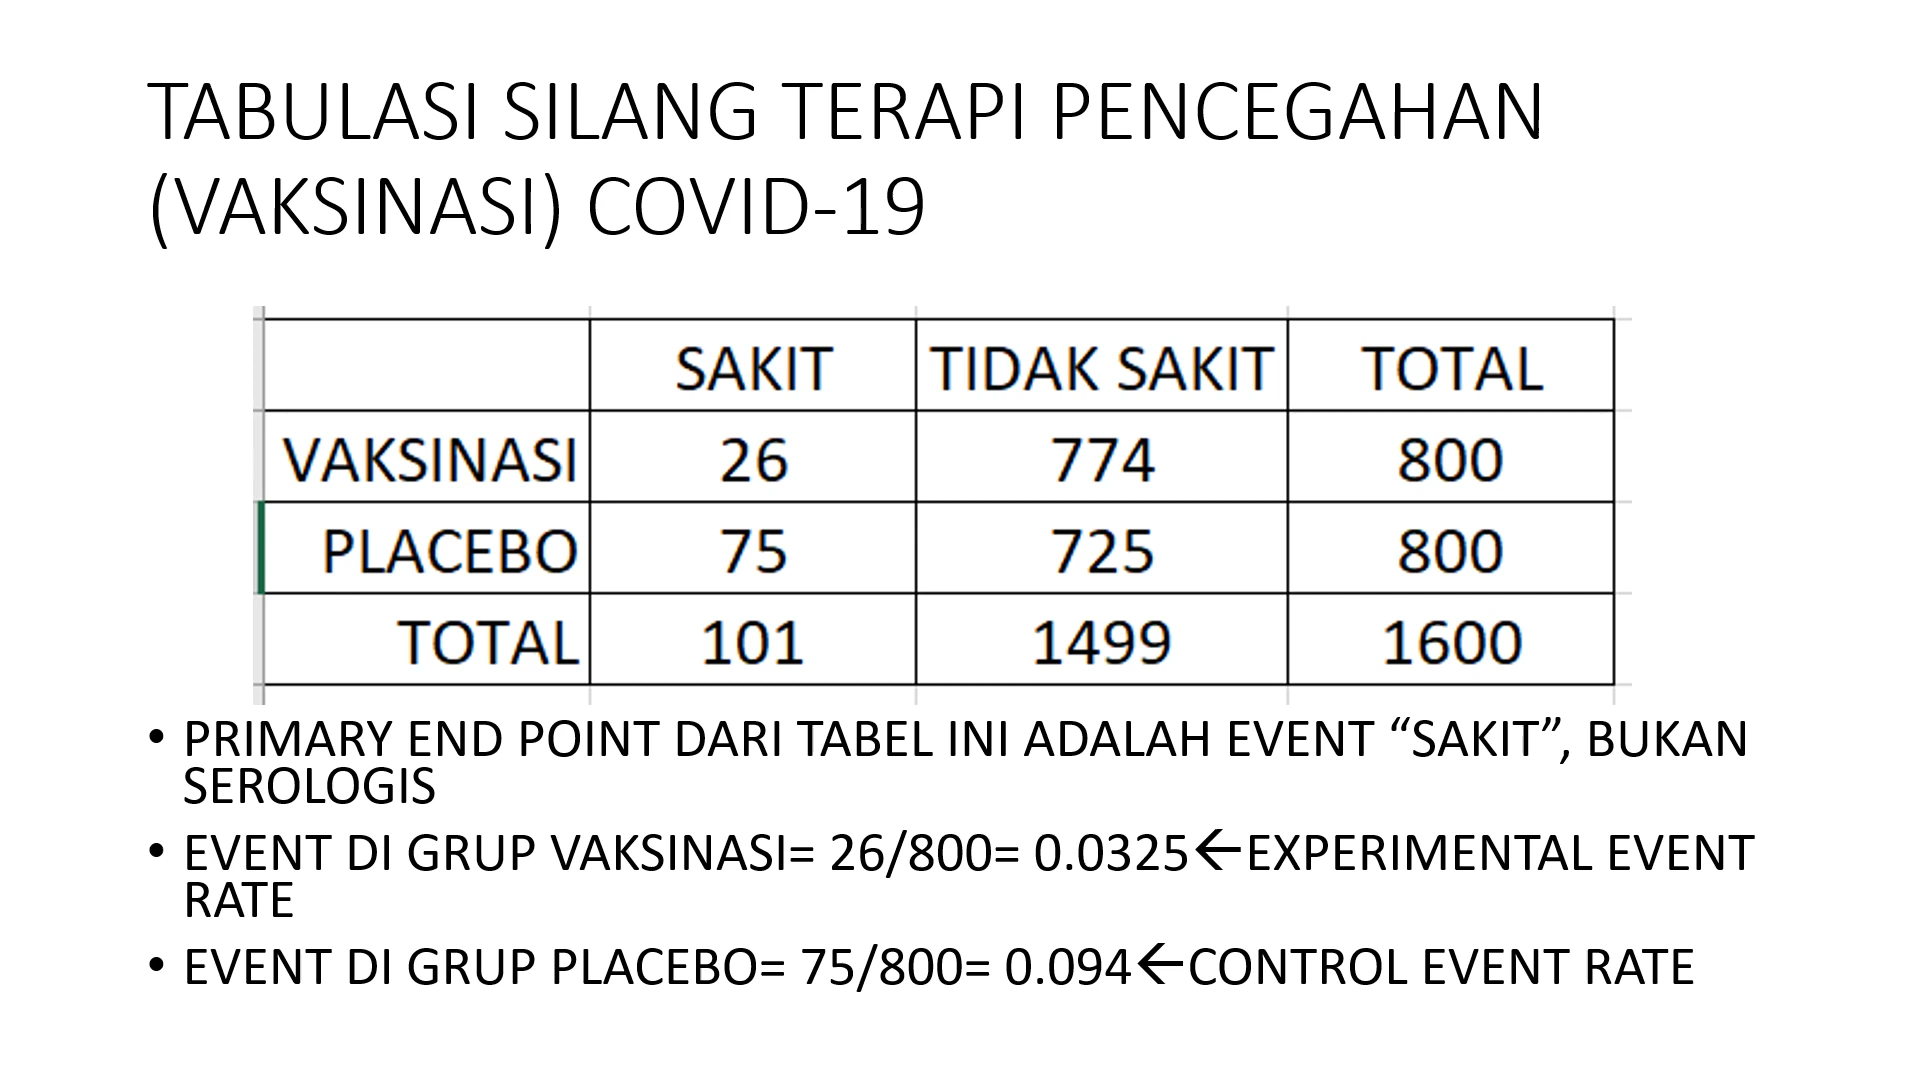 TABULASI SILANG TERAPI PENCEGAHAN
(VAKSINASI) COVID-19
SAKIT TIDAK SAKIT TOTAL
VAKSINASI 26 774 800
PLACEBO 75 725 800
TOTAL 101 1499 1600
• PRIMARY END POINT DARI TABEL INI ADALAH EVENT “SAKIT”, BUKAN
SEROLOGIS
• EVENT DI GRUP VAKSINASI= 26/800= 0.0325←EXPERIMENTAL EVENT
RATE
• EVENT DI GRUP PLACEBO= 75/800= 0.094←CONTROL EVENT RATE